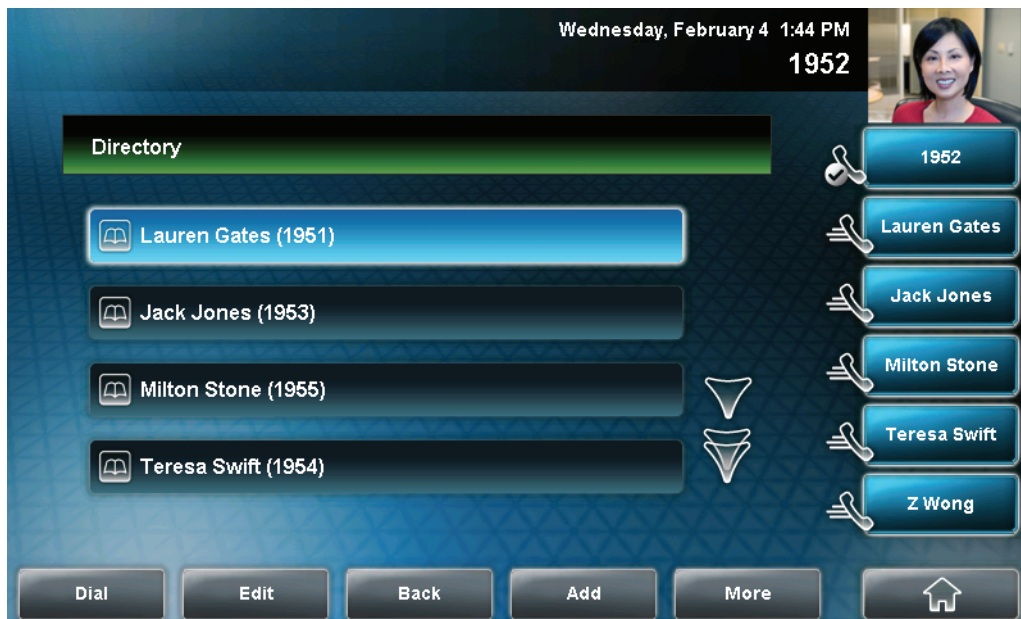 Wednesday, February 4 1:44 PM
1952
Directory
Lauren Gates (1951)
Jack Jones (1953)
Milton Stone (1955)
Teresa Swift (1954)
1952
Lauren Gates
Jack Jones
Milton Stone
Teresa Swift
Z Wong
Dial Edit Back Add More